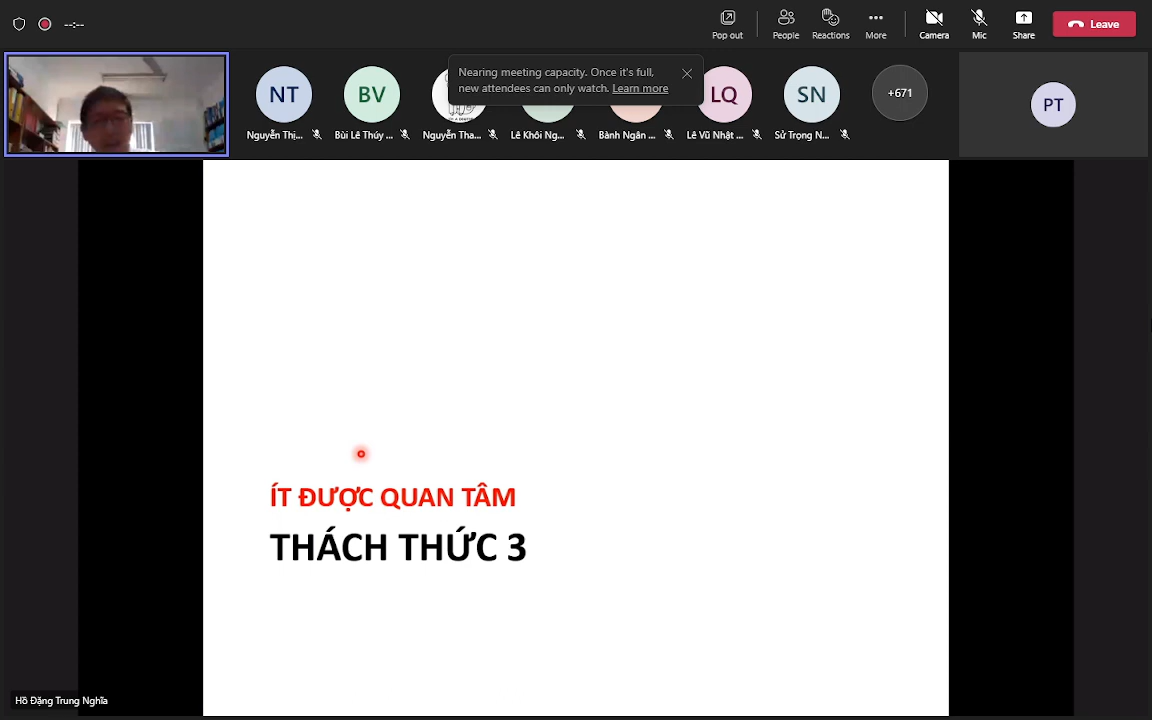 --:--
Pop out
People
Reactions
More
Camera
Mic
Share
Leave
Nearing meeting capacity. Once it's full,
new attendees can only watch. Learn more
NT
BV
LQ
SN
+671
PT
Nguyễn Thị...
Bùi Lê Thúy ...
Nguyễn Tha...
Lê Khôi Ng...
Bành Ngân ...
Lê Vũ Nhật ...
Sử Trọng N...
ÍT ĐƯỢC QUAN TÂM
THÁCH THỨC 3
Hồ Đặng Trung Nghĩa